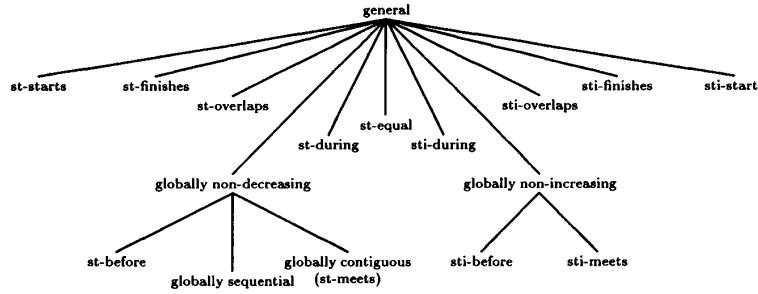 general
st-starts
st-finishes
sti-finishes
sti-start
st-overlaps
sti-overlaps
st-equal
st-during
sti-during
globally non-decreasing
globally non-increasing
st-before
globally sequential
globally contiguous
(st-meets)
sti-before
sti-meets